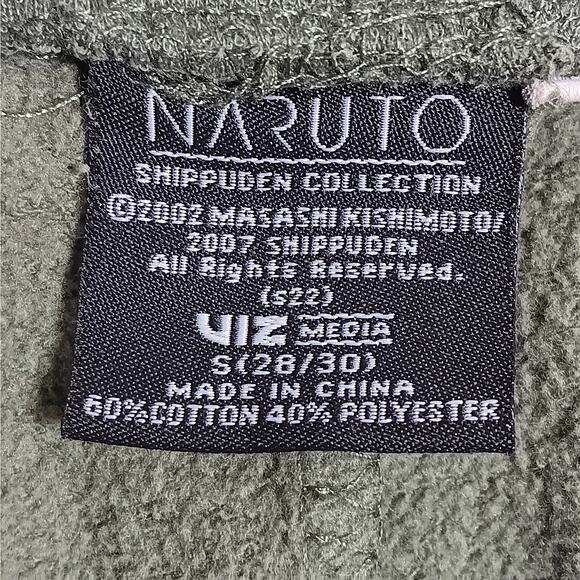 NARUTO
SHIPPUDEN COLLECTION
©2002 MASASHI KISHIMOTO/
2007 SHIPPUDEN
All Rights Reserved.
(S22)
VIZ MEDIA
S(28/30)
MADE IN CHINA
60%COTTON 40% POLYESTER